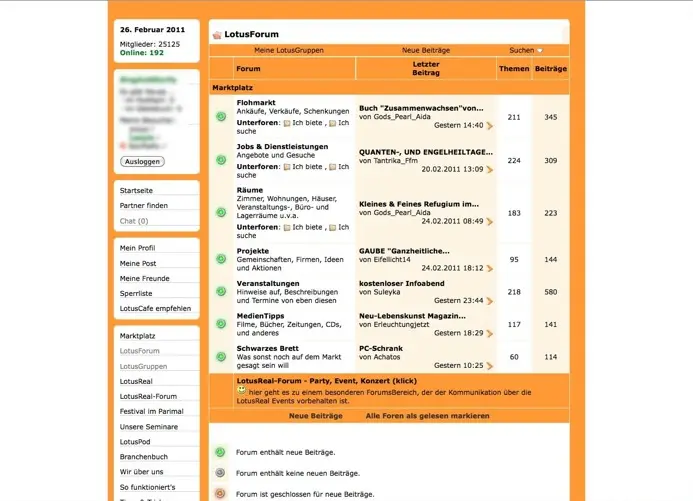 26. Februar 2011
Mitglieder: 25125
Online: 192
Ausloggen
Startseite
Partner finden
Chat (0)
Mein Profil
Meine Post
Meine Freunde
Sperrliste
LotusCafe empfehlen
Marktplatz
LotusForum
LotusGruppen
LotusReal
LotusReal-Forum
Festival im Parimal
Unsere Seminare
LotusPod
Branchenbuch
Wir über uns
So funktioniert's
LotusForum
Meine LotusGruppen Neue Beiträge Suchen
Forum Letzter Beitrag Themen Beiträge
Marktplatz
Flohmarkt
Ankäufe, Verkäufe, Schenkungen
Unterforen: Ich biete , Ich
suche
Buch "Zusammenwachsen"von...
von Gods_Pearl_Aida
Gestern 14:40
211 345
Jobs & Dienstleistungen
Angebote und Gesuche
Unterforen: Ich biete , Ich
suche
QUANTEN-, UND ENGELHEILTAGE...
von Tantrika_Ffm
20.02.2011 13:09
224 309
Räume
Zimmer, Wohnungen, Häuser,
Veranstaltungs-, Büro- und
Lagerräume u.v.a.
Unterforen: Ich biete , Ich
suche
Kleines & Feines Refugium im...
von Gods_Pearl_Aida
24.02.2011 08:49
183 223
Projekte
Gemeinschaften, Firmen, Ideen
und Aktionen
GAUBE "Ganzheitliche...
von Eifellicht14
24.02.2011 18:12
95 144
Veranstaltungen
Hinweise auf, Beschreibungen
und Termine von eben diesen
kostenloser Infoabend
von Suleyka
Gestern 23:44
218 580
MedienTipps
Filme, Bücher, Zeitungen, CDs,
und anderes
Neu-Lebenskunst Magazin...
von Erleuchtungjetzt
Gestern 18:29
117 141
Schwarzes Brett
Was sonst noch auf dem Markt
gesagt sein will
PC-Schrank
von Achatos
Gestern 10:25
60 114
LotusReal-Forum - Party, Event, Konzert (klick)
hier geht es zu einem besonderen ForumsBereich, der der Kommunikation über die
LotusReal Events vorbehalten ist.
Neue Beiträge Alle Foren als gelesen markieren
Forum enthält neue Beiträge.
Forum enthält keine neuen Beiträge.
Forum ist geschlossen für neue Beiträge.